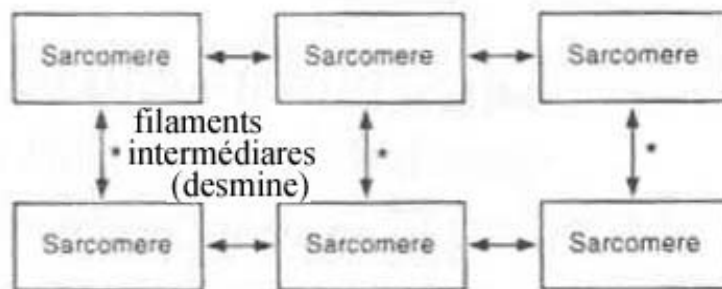 Sarcomere Sarcomere Sarcomere
filaments
* intermédiares * *
(desmine)
Sarcomere Sarcomere Sarcomere